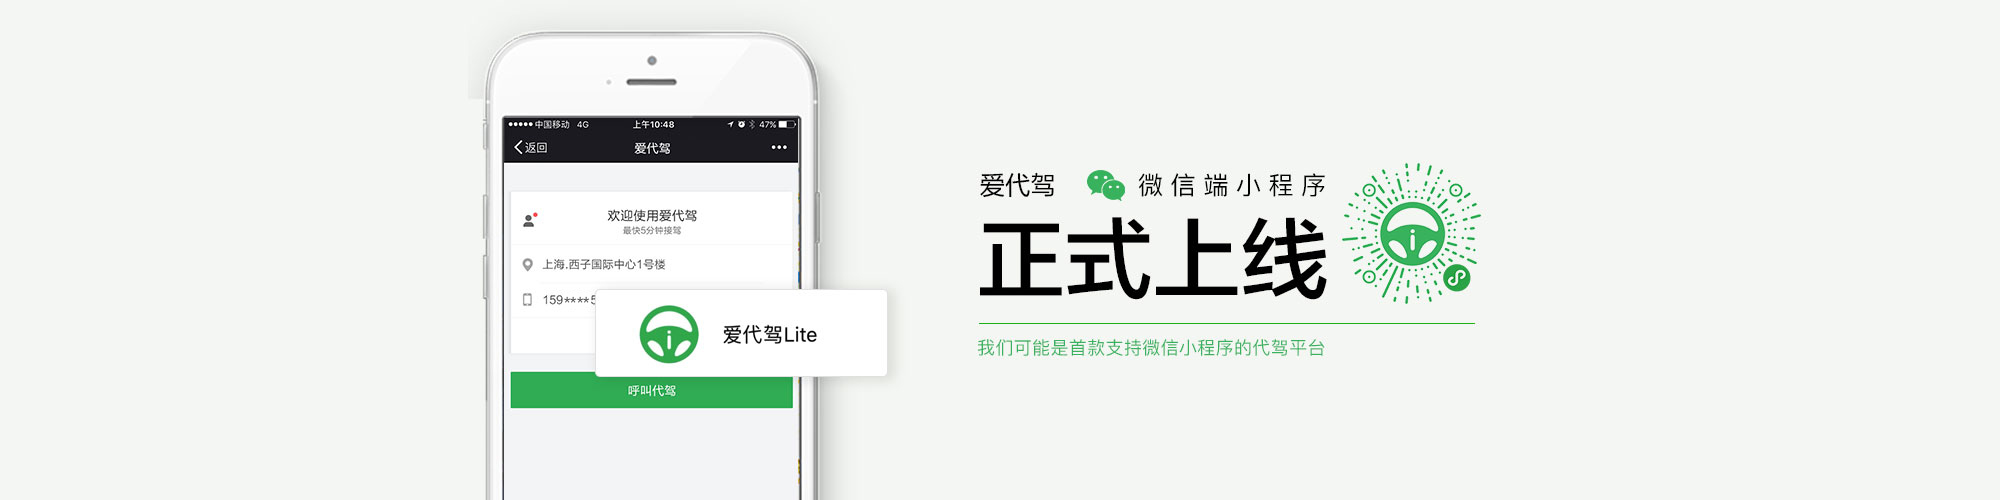 中国移动 4G 上午10:48 47%
返回 爱代驾
欢迎使用爱代驾
最快5分钟接驾
上海.西子国际中心1号楼
159****5
爱代驾Lite
呼叫代驾
爱代驾 微信端小程序
正式上线
我们可能是首款支持微信小程序的代驾平台